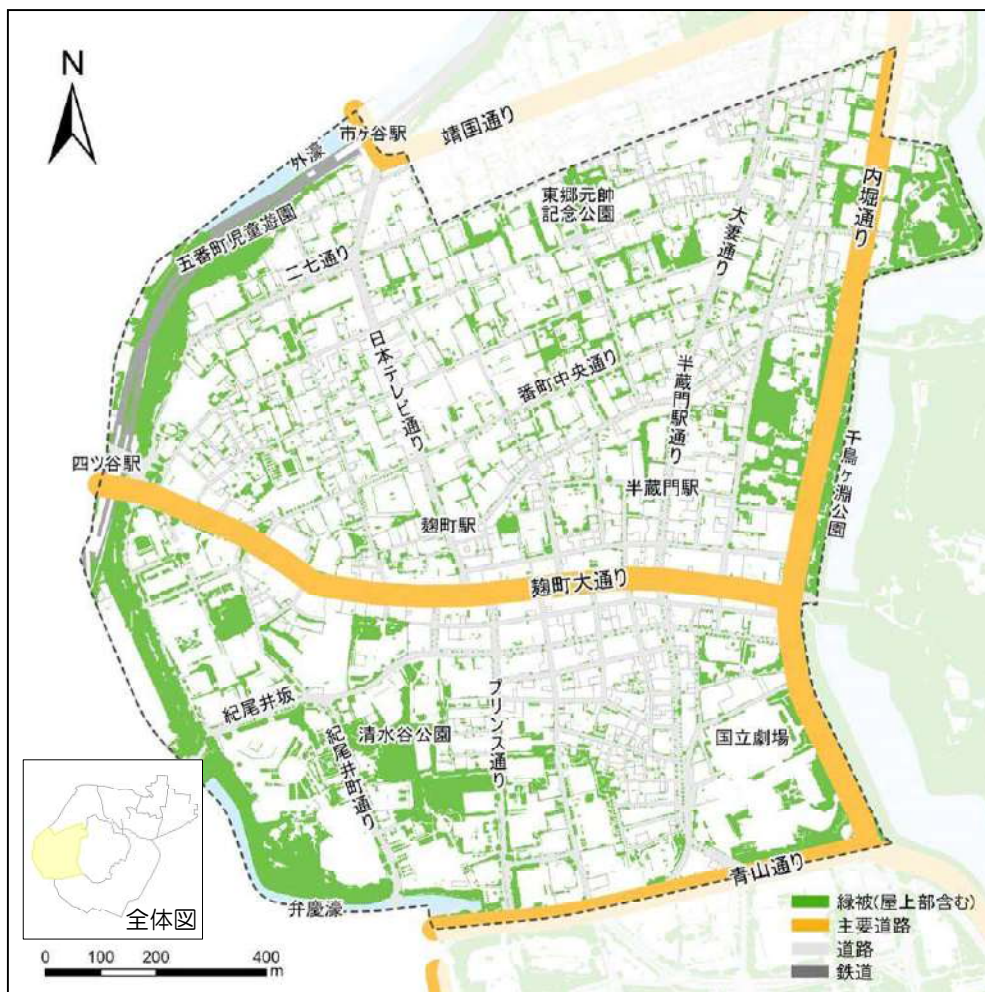 N
市ヶ谷駅
靖国通り
外濠
五番町児童遊園
二七通り
東郷元帥
記念公園
大妻通り
内堀通り
日本テレビ通り
番町中央通り
半蔵門駅通り
千鳥ヶ淵公園
四ツ谷駅
麹町駅
半蔵門駅
麹町大通り
紀尾井坂
清水谷公園
紀尾井町通り
プリンス通り
国立劇場
青山通り
弁慶濠
全体図
0 100 200 400
m
緑被(屋上部含む)
主要道路
道路
鉄道